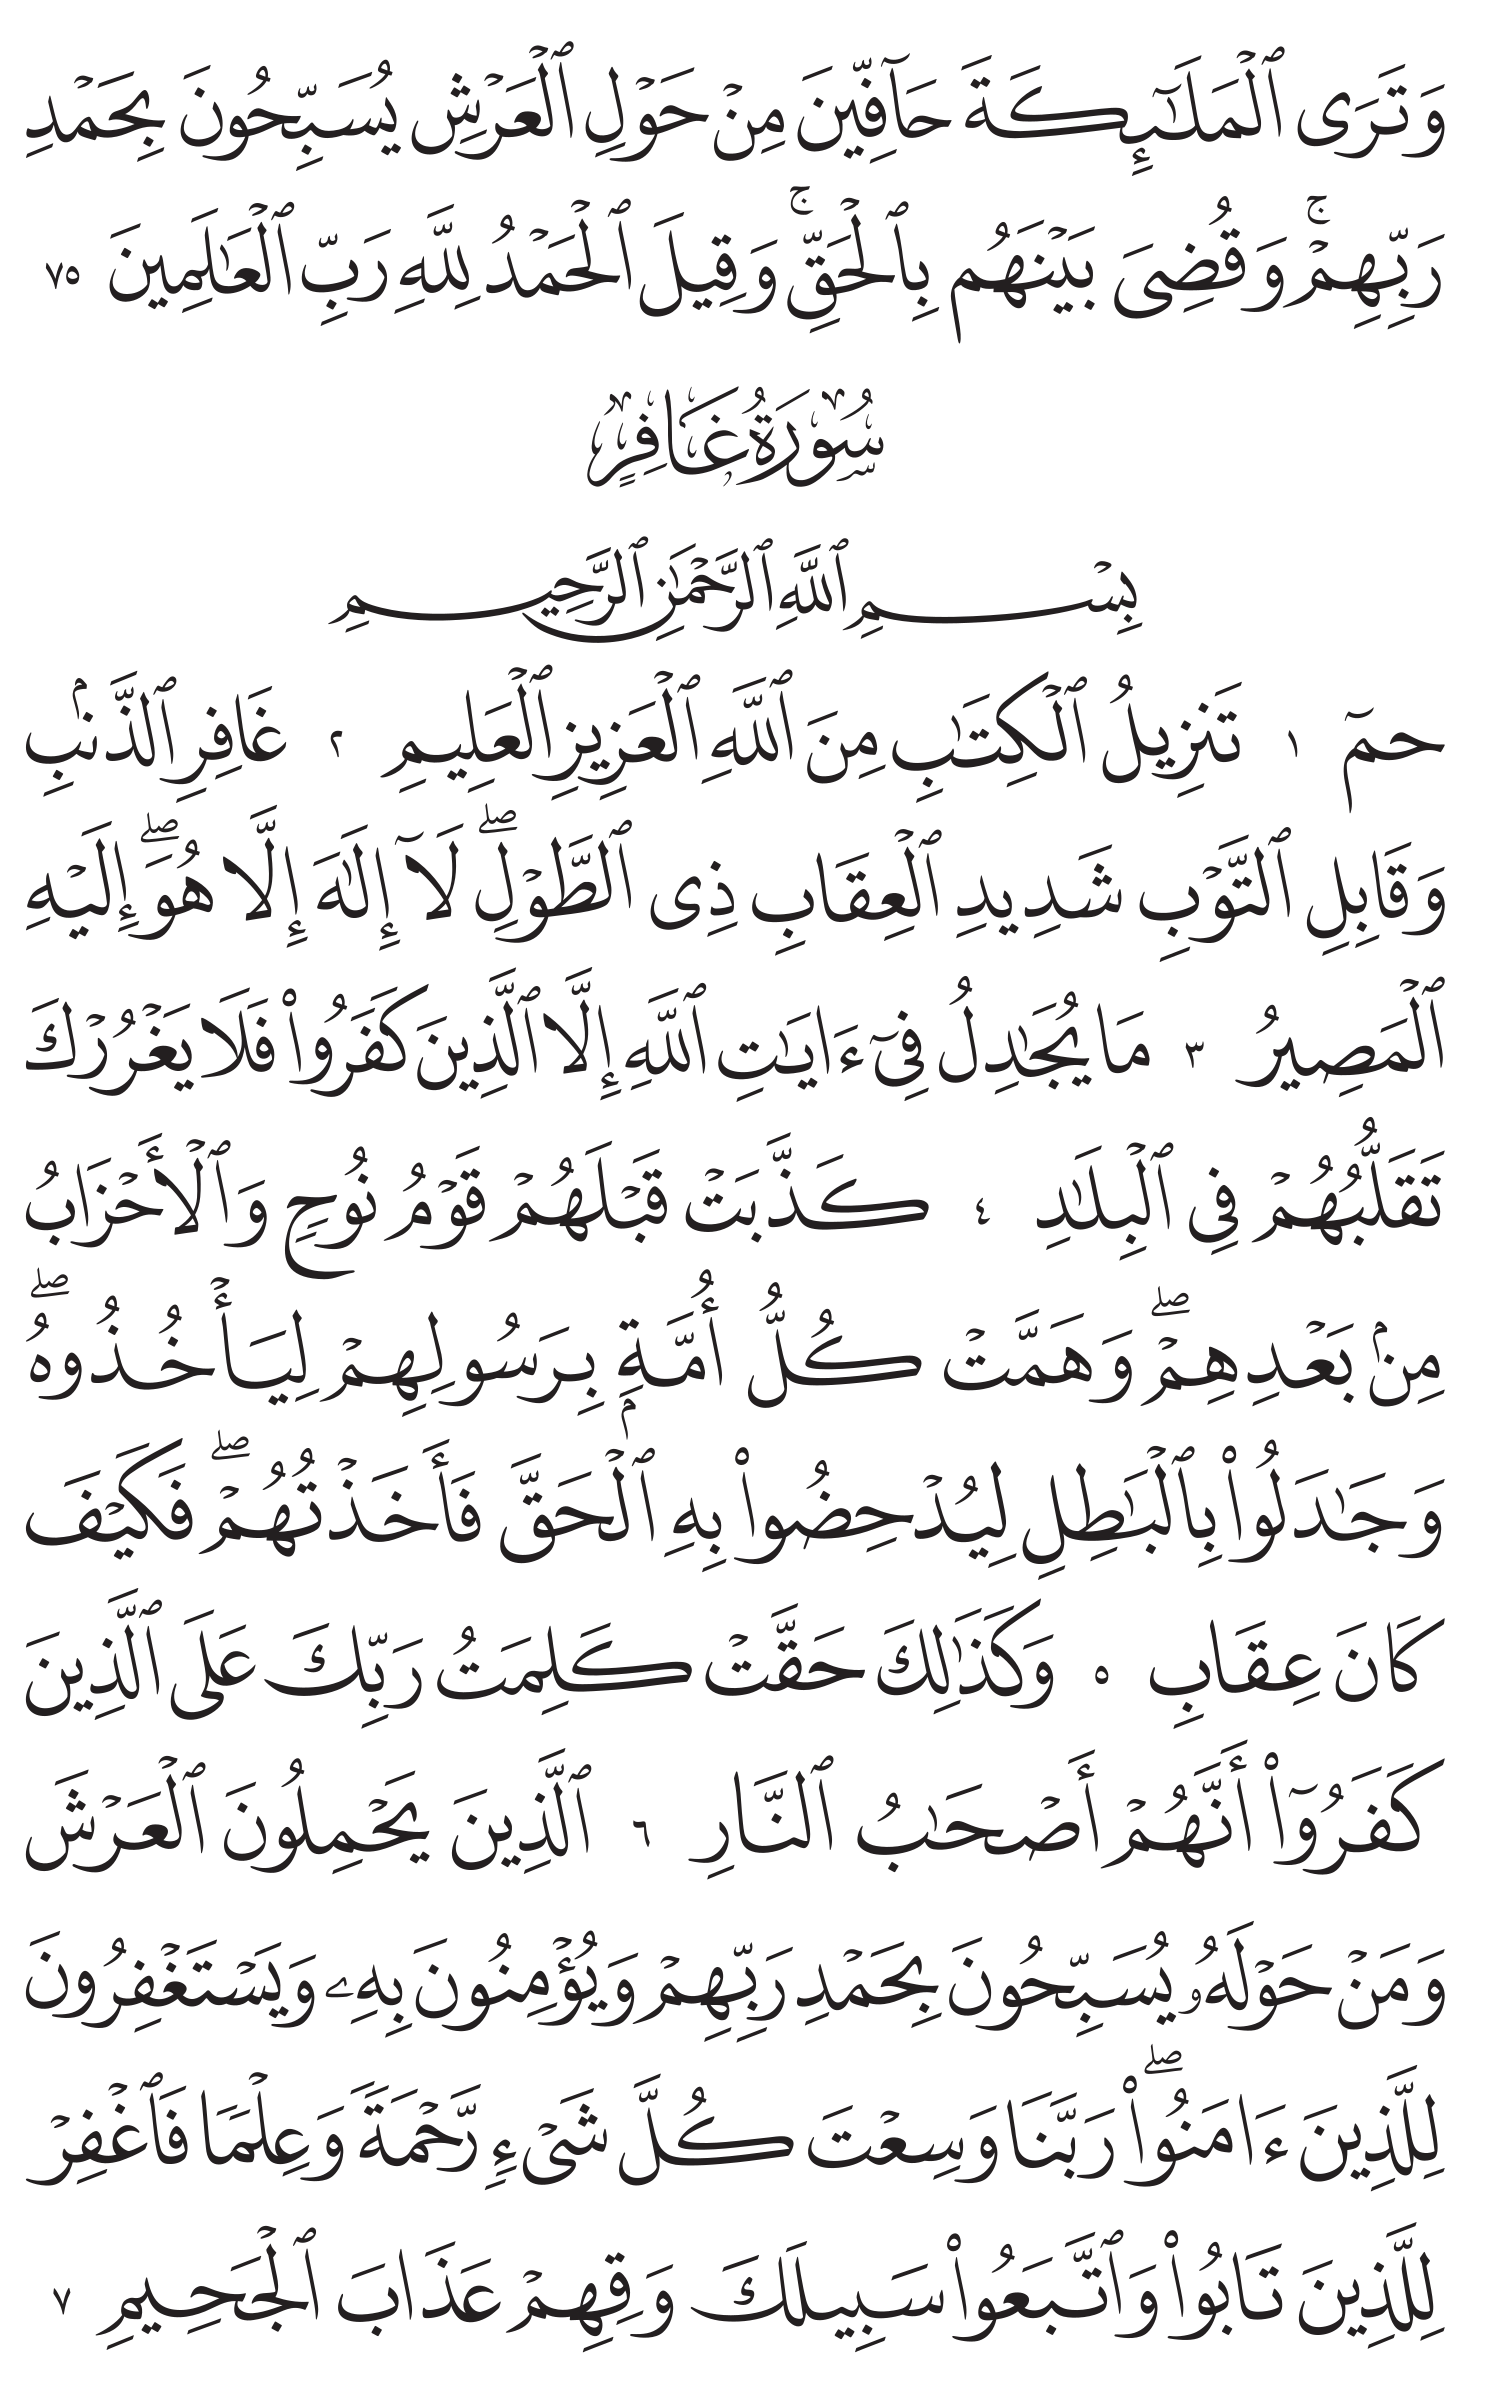 وَتَرَى ٱلْمَلَـٰٓئِكَةَ حَآفِّينَ مِنْ حَوْلِ ٱلْعَرْشِ يُسَبِّحُونَ بِحَمْدِ
رَبِّهِمْۚ وَقُضِىَ بَيْنَهُم بِٱلْحَقِّۚ وَقِيلَ ٱلْحَمْدُ لِلَّهِ رَبِّ ٱلْعَـٰلَمِينَ ٧٥
سُورَةُ غَافِرٍ
بِسْمِ ٱللَّهِ ٱلرَّحْمَـٰنِ ٱلرَّحِيمِ
حمٓ ١ تَنزِيلُ ٱلْكِتَـٰبِ مِنَ ٱللَّهِ ٱلْعَزِيزِ ٱلْعَلِيمِ ٢ غَافِرِ ٱلذَّنۢبِ
وَقَابِلِ ٱلتَّوْبِ شَدِيدِ ٱلْعِقَابِ ذِى ٱلطَّوْلِۖ لَآ إِلَـٰهَ إِلَّا هُوَۖ إِلَيْهِ
ٱلْمَصِيرُ ٣ مَا يُجَـٰدِلُ فِىٓ ءَايَـٰتِ ٱللَّهِ إِلَّا ٱلَّذِينَ كَفَرُوا۟ فَلَا يَغْرُرْكَ
تَقَلُّبُهُمْ فِى ٱلْبِلَـٰدِ ٤ كَذَّبَتْ قَبْلَهُمْ قَوْمُ نُوحٍ وَٱلْأَحْزَابُ
مِنۢ بَعْدِهِمْۖ وَهَمَّتْ كُلُّ أُمَّةٍۭ بِرَسُولِهِمْ لِيَأْخُذُوهُۖ
وَجَـٰدَلُوا۟ بِٱلْبَـٰطِلِ لِيُدْحِضُوا۟ بِهِ ٱلْحَقَّ فَأَخَذْتُهُمْۖ فَكَيْفَ
كَانَ عِقَابِ ٥ وَكَذَٰلِكَ حَقَّتْ كَلِمَتُ رَبِّكَ عَلَى ٱلَّذِينَ
كَفَرُوٓا۟ أَنَّهُمْ أَصْحَـٰبُ ٱلنَّارِ ٦ ٱلَّذِينَ يَحْمِلُونَ ٱلْعَرْشَ
وَمَنْ حَوْلَهُۥ يُسَبِّحُونَ بِحَمْدِ رَبِّهِمْ وَيُؤْمِنُونَ بِهِۦ وَيَسْتَغْفِرُونَ
لِلَّذِينَ ءَامَنُوا۟ۖ رَبَّنَا وَسِعْتَ كُلَّ شَىْءٍ رَّحْمَةً وَعِلْمًا فَٱغْفِرْ
لِلَّذِينَ تَابُوا۟ وَٱتَّبَعُوا۟ سَبِيلَكَ وَقِهِمْ عَذَابَ ٱلْجَحِيمِ ٧